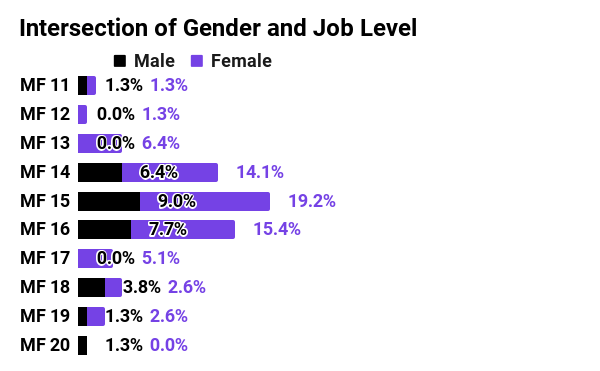 Intersection of Gender and Job Level
Male Female
MF 11 1.3% 1.3%
MF 12 0.0% 1.3%
MF 13 0.0% 6.4%
MF 14 6.4% 14.1%
MF 15 9.0% 19.2%
MF 16 7.7% 15.4%
MF 17 0.0% 5.1%
MF 18 3.8% 2.6%
MF 19 1.3% 2.6%
MF 20 1.3% 0.0%